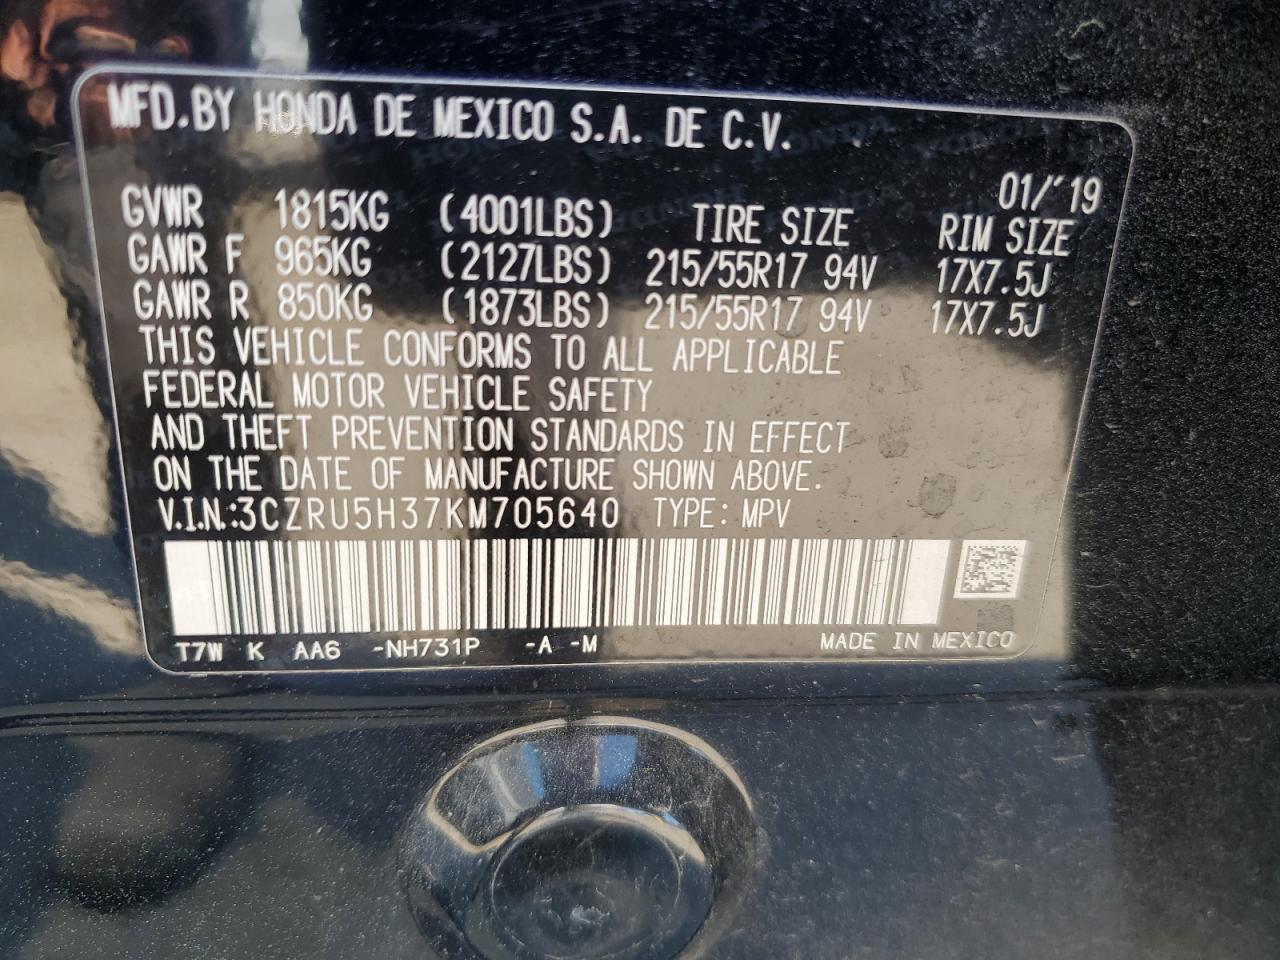 MFD.BY HONDA DE MEXICO S.A. DE C.V.
01/'19
GVWR 1815KG (4001LBS) TIRE SIZE RIM SIZE
GAWR F 965KG (2127LBS) 215/55R17 94V 17X7.5J
GAWR R 850KG (1873LBS) 215/55R17 94V 17X7.5J
THIS VEHICLE CONFORMS TO ALL APPLICABLE
FEDERAL MOTOR VEHICLE SAFETY
AND THEFT PREVENTION STANDARDS IN EFFECT
ON THE DATE OF MANUFACTURE SHOWN ABOVE.
V.I.N.:3CZRU5H37KM705640 TYPE: MPV
T7W K AA6 -NH731P -A -M MADE IN MEXICO